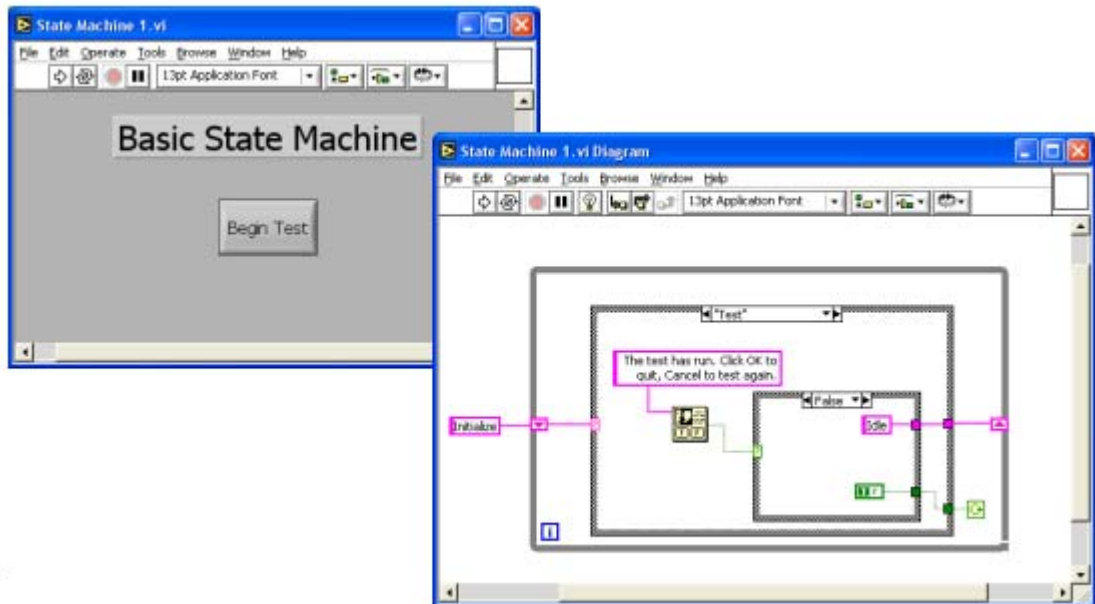 State Machine 1.vi
File Edit Operate Tools Browse Window Help
13pt Application Font
Basic State Machine
Begin Test
State Machine 1.vi Diagram
File Edit Operate Tools Browse Window Help
13pt Application Font
"Test"
The test has run. Click OK to
quit, Cancel to test again.
False
Initialize
Idle
T F
i